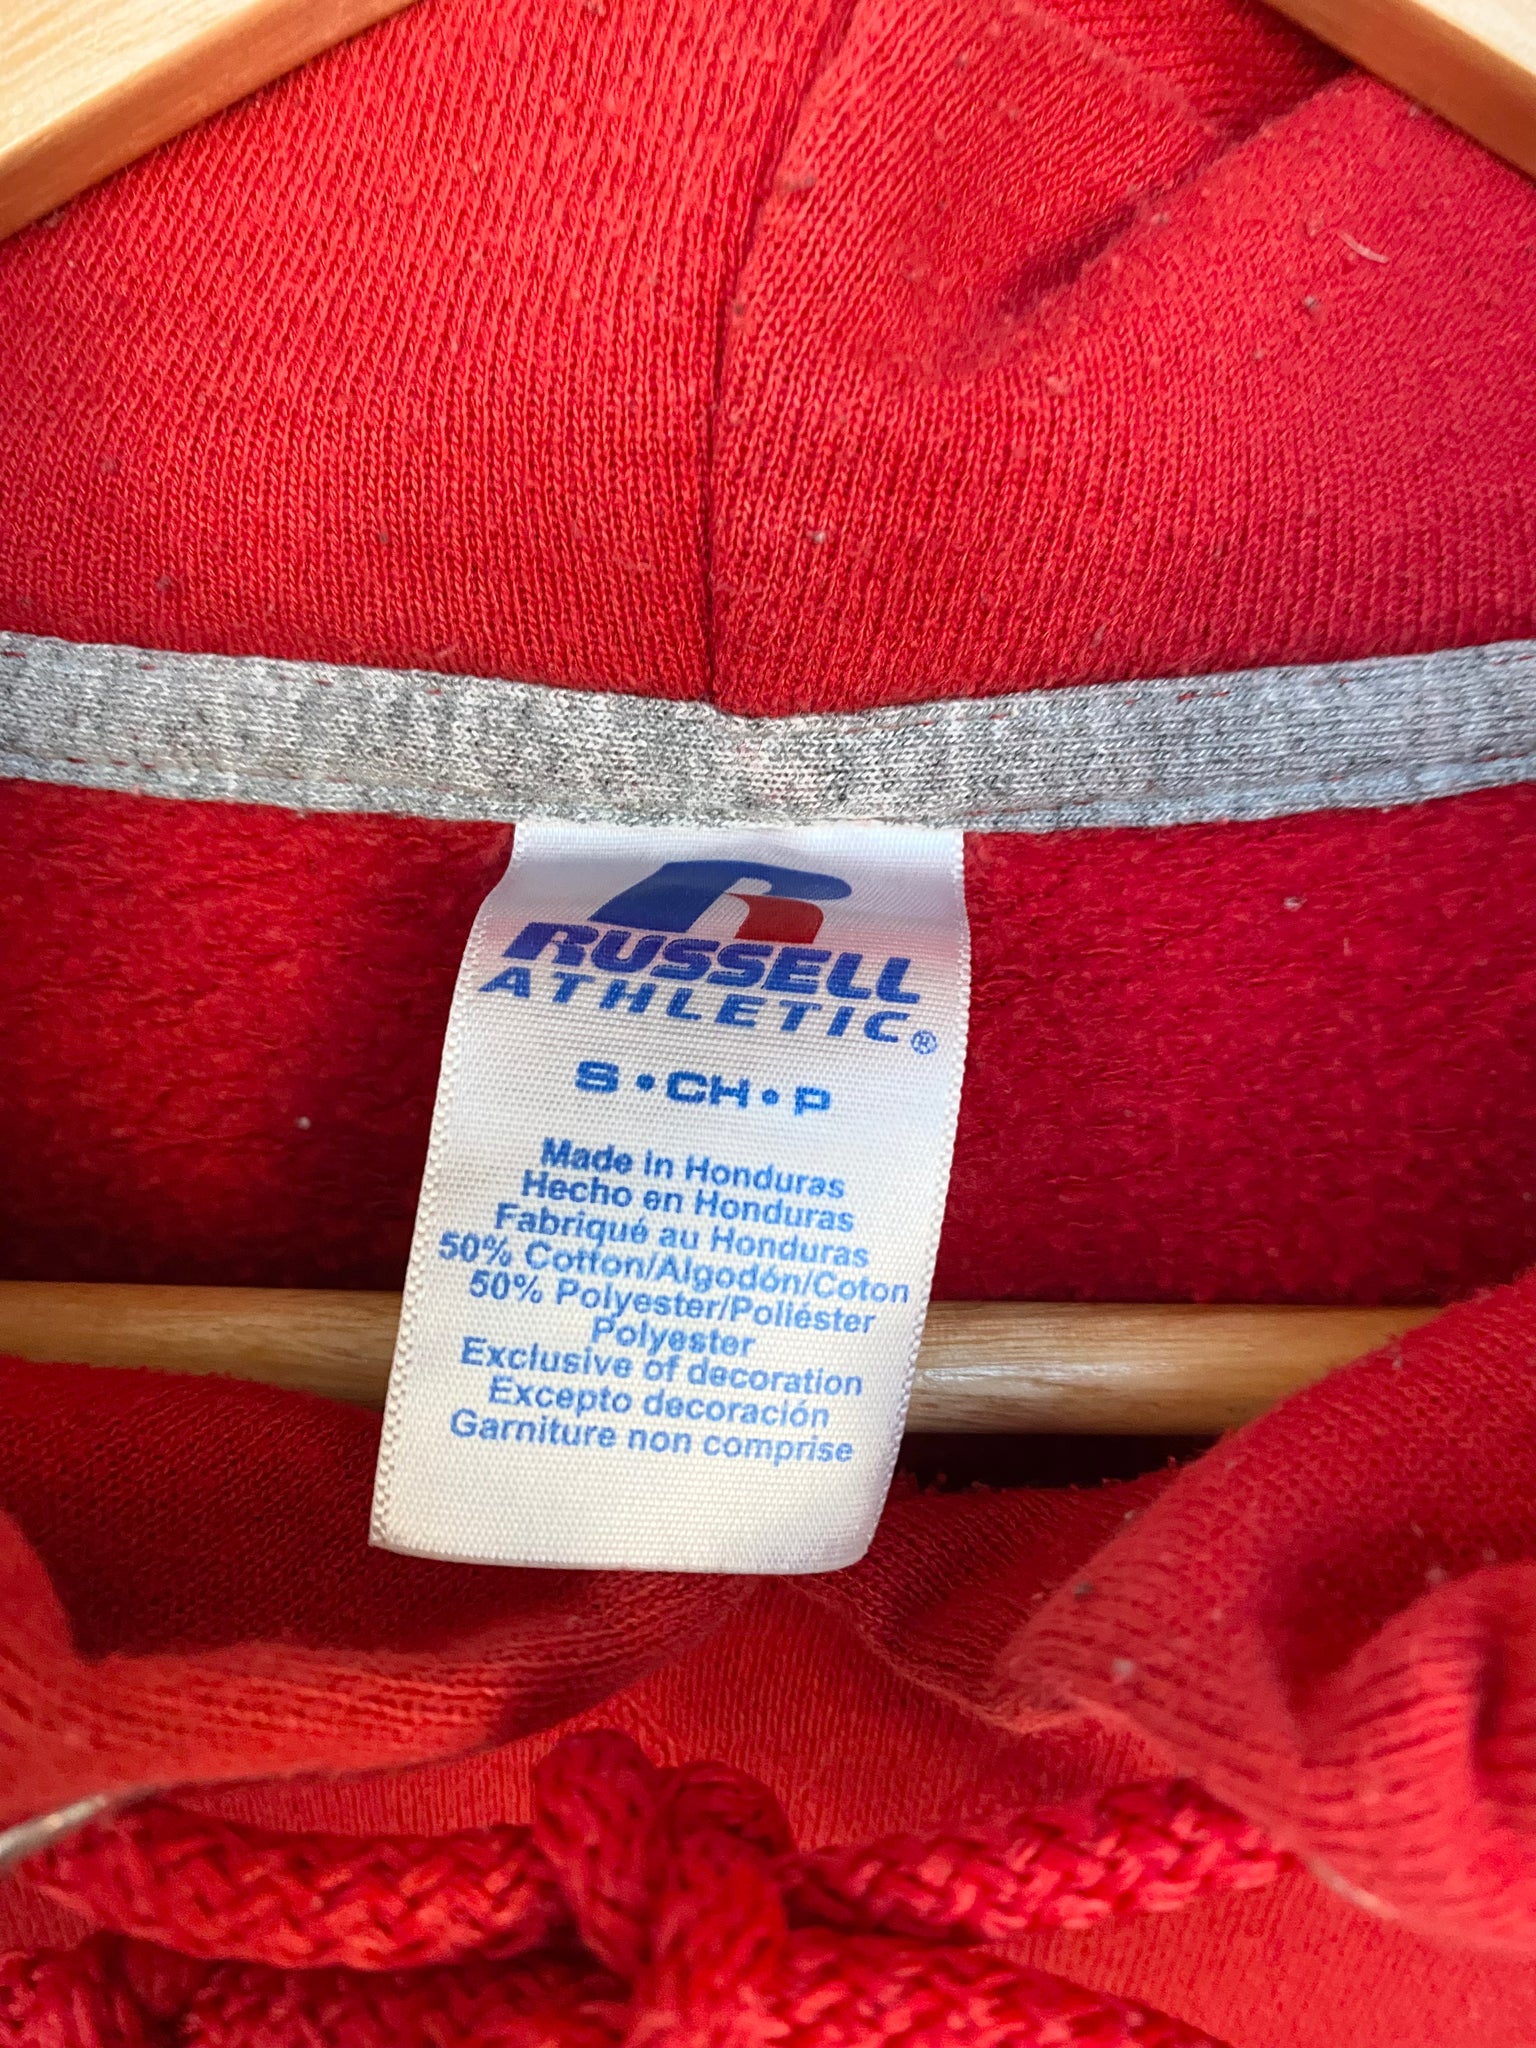 RUSSELL
ATHLETIC®
S•CH•P
Made in Honduras
Hecho en Honduras
Fabriqué au Honduras
50% Cotton/Algodón/Coton
50% Polyester/Poliéster
Polyester
Exclusive of decoration
Excepto decoración
Garniture non comprise